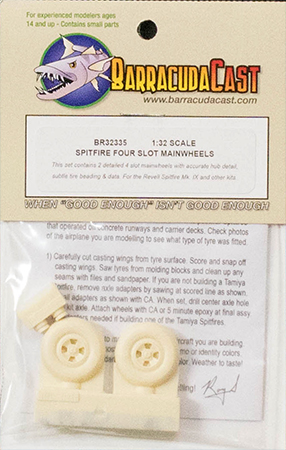 For experienced modelers ages
14 and up - Contains small parts
BARRACUDACAST
www.barracudacast.com
BR32335 1:32 SCALE
SPITFIRE FOUR SLOT MAINWHEELS
This set contains 2 detailed 4 slot mainwheels with accurate hub detail,
subtle tire beading & data. For the Revell Spitfire Mk. IX and other kits
WHEN "GOOD ENOUGH" ISN'T GOOD ENOUGH
that operated on concrete runways and carrier decks. Check photos
of the airplane you are modelling to see what type of tire was fitted.
1) Carefully cut casting wings from tyre surface. Score and snap off
casting wings. Saw tyres from molding blocks and clean up any
seams with files and sandpaper. If you are building a Tamiya
remove axle adapters by sawing at scored line as shown.
adapters as shown with CA. When set, drill center axle hole
kit axle. Attach wheels with CA or 5 minute epoxy at final assy
needed if building one of the Tamiya Spitfires.
aircraft you are building
or identity colors.
color. Weather to taste!
Roy